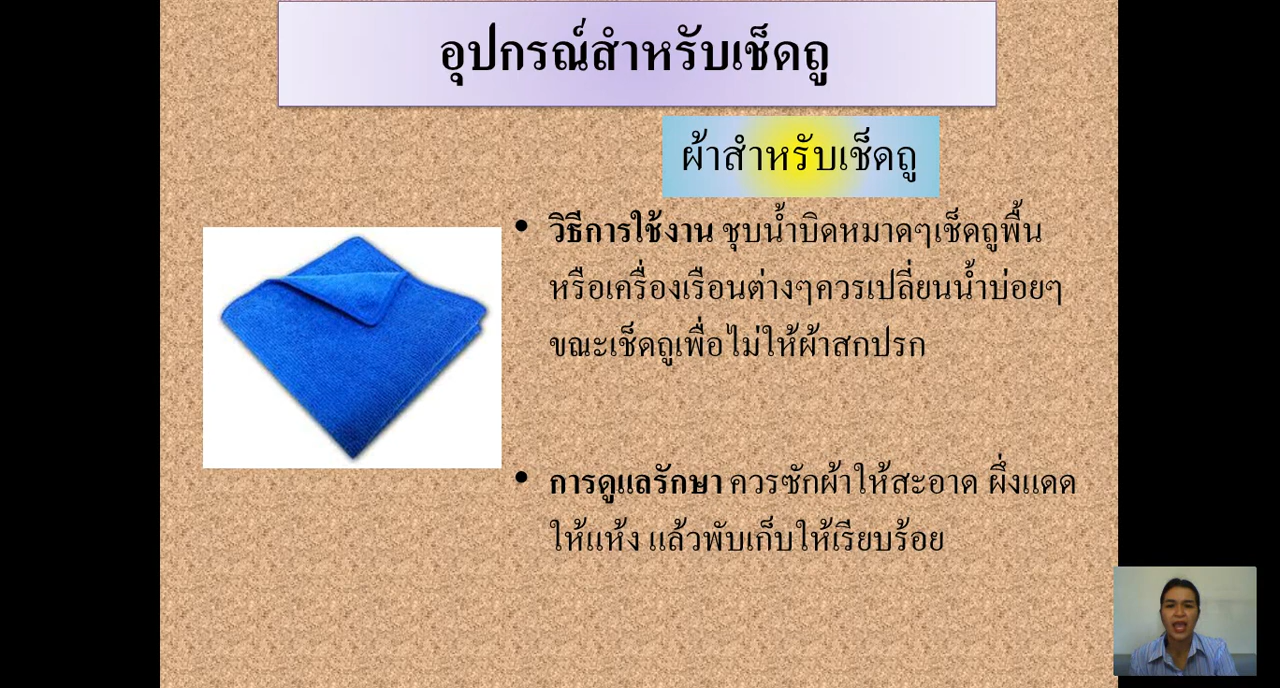 อุปกรณ์สำหรับเช็ดถู
ผ้าสำหรับเช็ดถู
• วิธีการใช้งาน ชุบน้ำบิดหมาดๆเช็ดถูพื้น
หรือเครื่องเรือนต่างๆควรเปลี่ยนน้ำบ่อยๆ
ขณะเช็ดถูเพื่อไม่ให้ผ้าสกปรก
• การดูแลรักษา ควรซักผ้าให้สะอาด ผึ่งแดด
ให้แห้ง แล้วพับเก็บให้เรียบร้อย